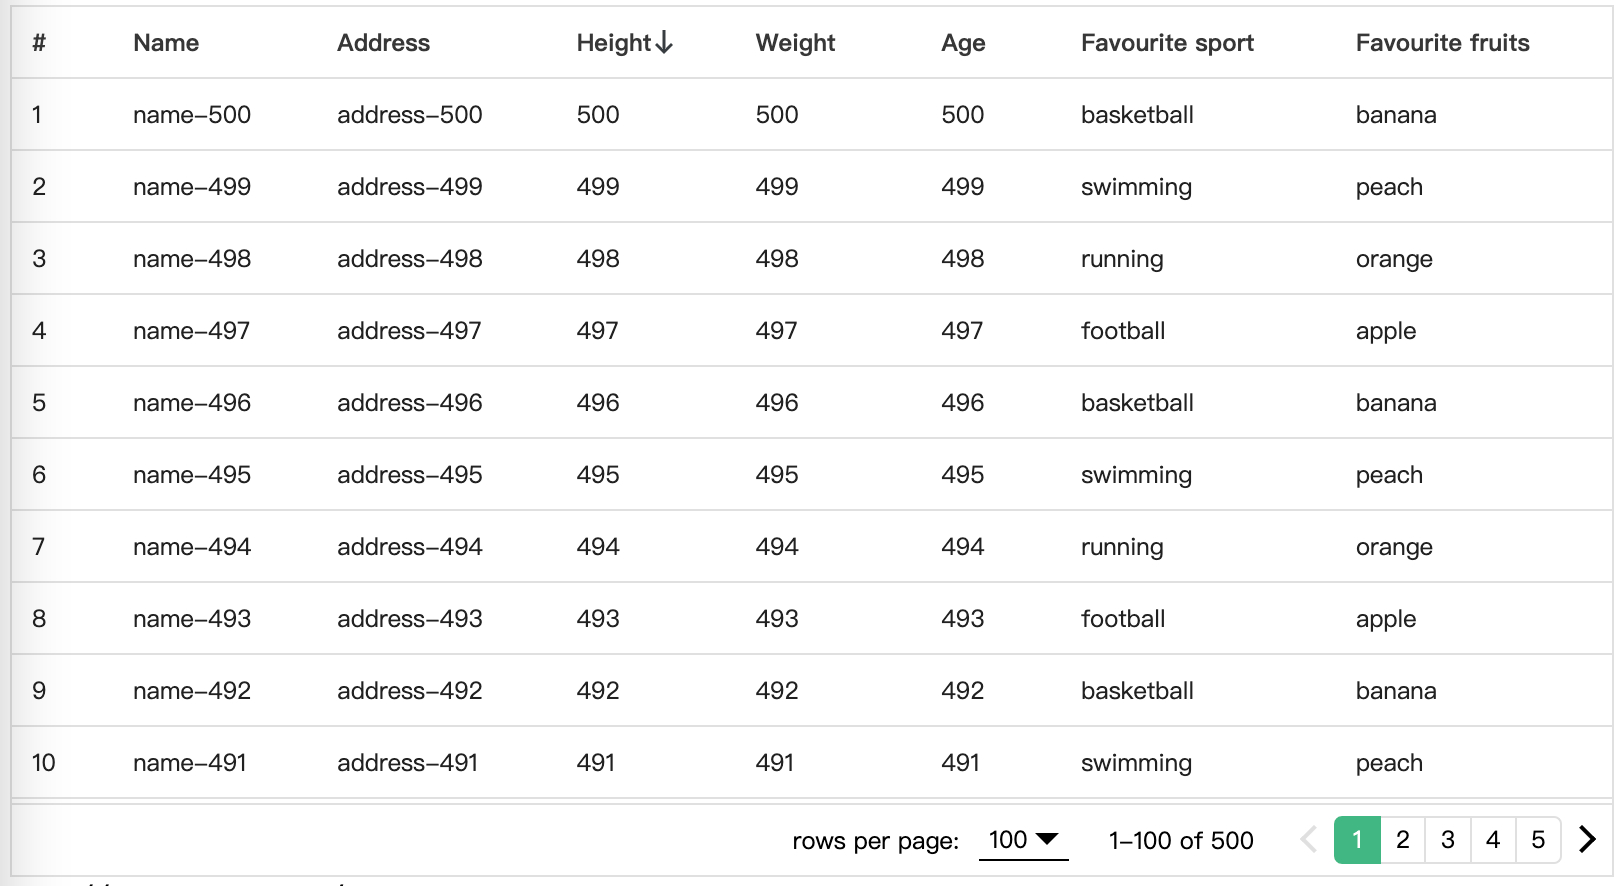 # Name Address Height↓ Weight Age Favourite sport Favourite fruits
1 name-500 address-500 500 500 500 basketball banana
2 name-499 address-499 499 499 499 swimming peach
3 name-498 address-498 498 498 498 running orange
4 name-497 address-497 497 497 497 football apple
5 name-496 address-496 496 496 496 basketball banana
6 name-495 address-495 495 495 495 swimming peach
7 name-494 address-494 494 494 494 running orange
8 name-493 address-493 493 493 493 football apple
9 name-492 address-492 492 492 492 basketball banana
10 name-491 address-491 491 491 491 swimming peach
rows per page: 100 1-100 of 500 1 2 3 4 5